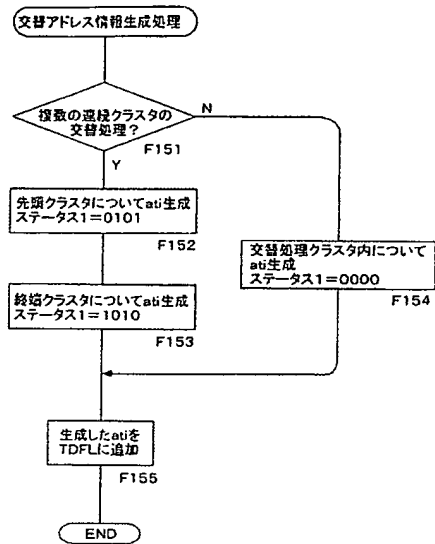 交替アドレス情報生成処理
複数の連続クラスタの
交替処理？
N
F151
Y
先頭クラスタについてati生成
ステータス1＝0101
F152
交替処理クラスタ内について
ati生成
ステータス1＝0000
F154
終端クラスタについてati生成
ステータス1＝1010
F153
生成したatiを
TDFLに追加
F155
END